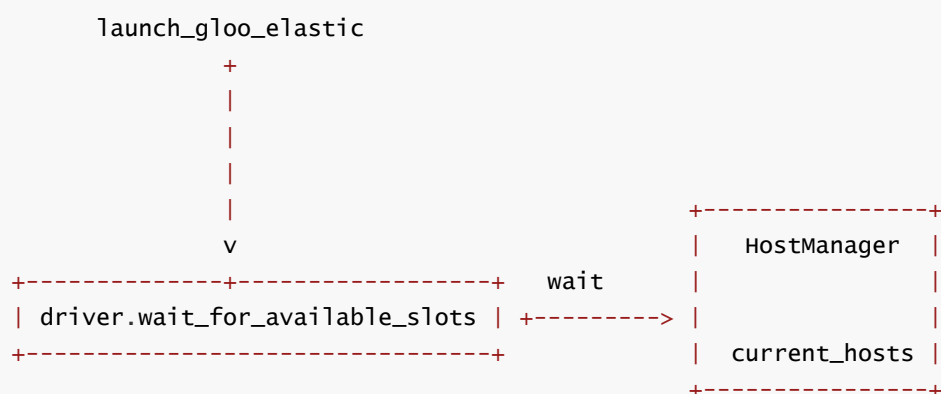 launch_gloo_elastic
+
|
|
|
| +----------------+
v | HostManager |
+--------------+------------------+ wait | |
| driver.wait_for_available_slots | +---------> | |
+---------------------------------+ | current_hosts |
+----------------+